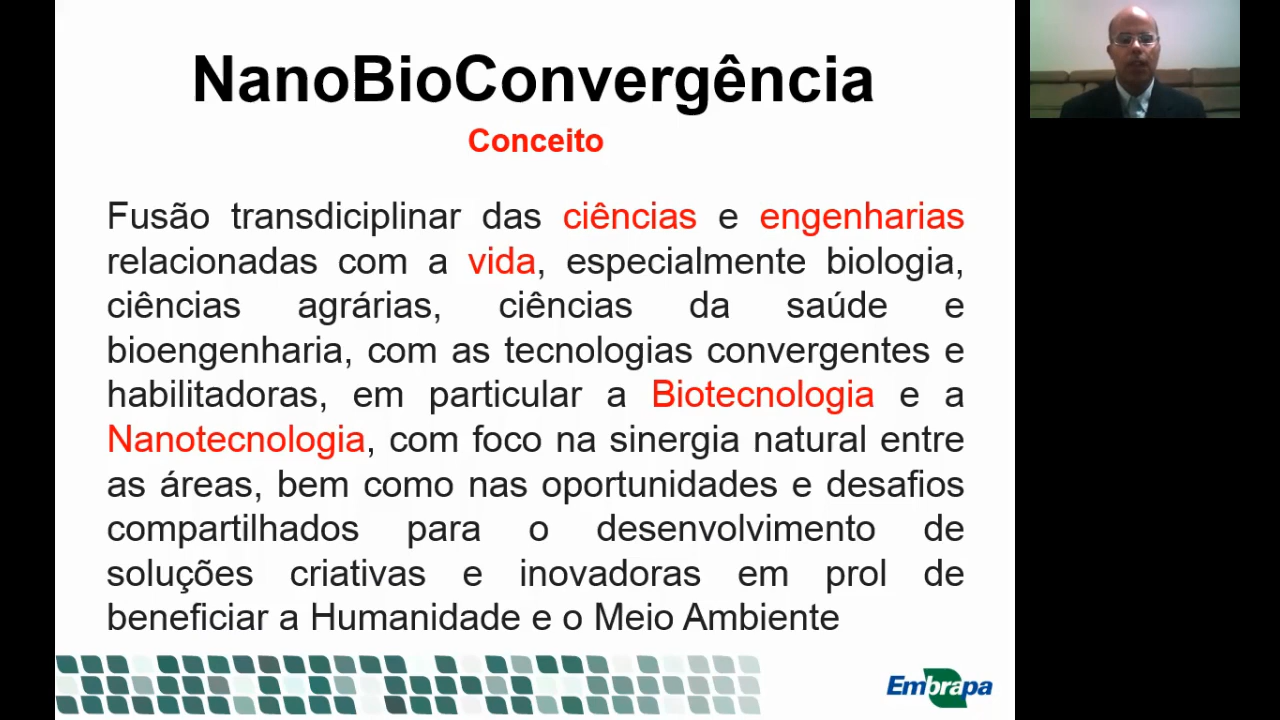 NanoBioConvergência
Conceito
Fusão transdiciplinar das ciências e engenharias
relacionadas com a vida, especialmente biologia,
ciências agrárias, ciências da saúde e
bioengenharia, com as tecnologias convergentes e
habilitadoras, em particular a Biotecnologia e a
Nanotecnologia, com foco na sinergia natural entre
as áreas, bem como nas oportunidades e desafios
compartilhados para o desenvolvimento de
soluções criativas e inovadoras em prol de
beneficiar a Humanidade e o Meio Ambiente
Embrapa